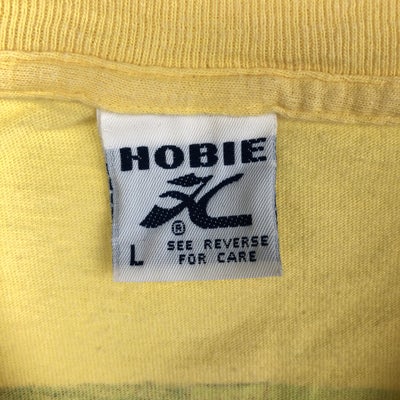 HOBIE
®
SEE REVERSE
L FOR CARE